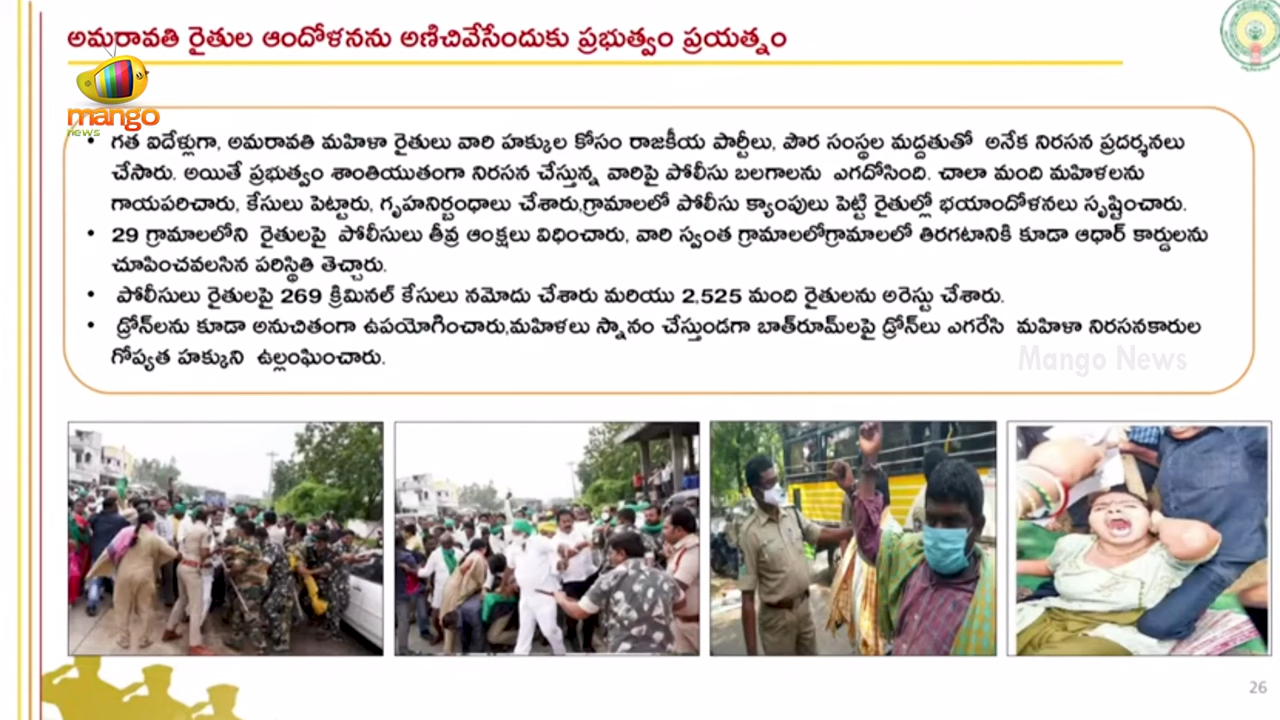 అమరావతి రైతుల ఆందోళనను అణిచివేసేందుకు ప్రభుత్వం ప్రయత్నం
mango
news
• గత ఐదేళ్లుగా, అమరావతి మహిళా రైతులు వారి హక్కుల కోసం రాజకీయ పార్టీలు, పౌర సంస్థల మద్దతుతో అనేక నిరసన ప్రదర్శనలు
చేసారు. అయితే ప్రభుత్వం శాంతియుతంగా నిరసన చేస్తున్న వారిపై పోలీసు బలగాలను ఎగదోసింది. చాలా మంది మహిళలను
గాయపరిచారు, కేసులు పెట్టారు, గృహనిర్బంధాలు చేశారు,గ్రామాలలో పోలీసు క్యాంపులు పెట్టి రైతుల్లో భయాందోళనలు సృష్టించారు.
• 29 గ్రామాలలోని రైతులపై పోలీసులు తీవ్ర ఆంక్షలు విధించారు, వారి స్వంత గ్రామాలలోగ్రామాలలో తిరగటానికి కూడా ఆధార్ కార్డులను
చూపించవలసిన పరిస్థితి తెచ్చారు.
• పోలీసులు రైతులపై 269 క్రిమినల్ కేసులు నమోదు చేశారు మరియు 2,525 మంది రైతులను అరెస్టు చేశారు.
• డ్రోన్‌లను కూడా అనుచితంగా ఉపయోగించారు,మహిళలు స్నానం చేస్తుండగా బాత్‌రూమ్‌లపై డ్రోన్‌లు ఎగరేసి మహిళా నిరసనకారుల
గోప్యత హక్కుని ఉల్లంఘించారు.
Mango News
26